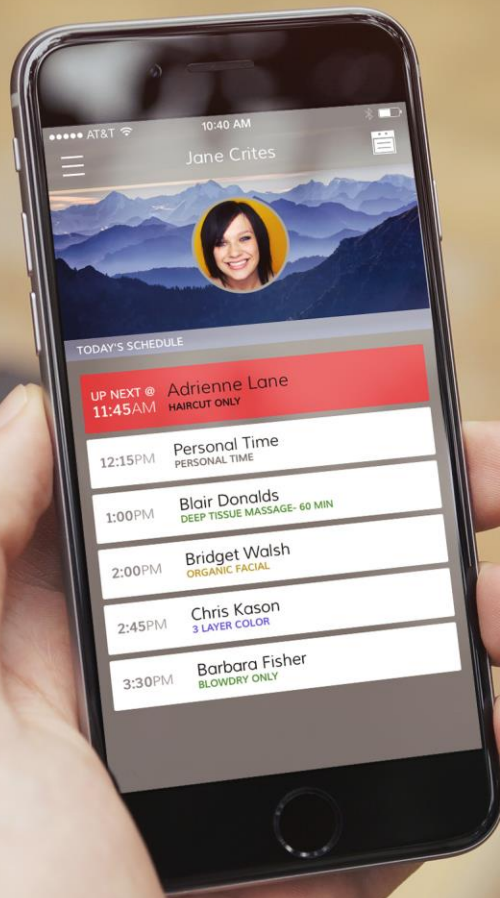 AT&T 10:40 AM
Jane Crites
TODAY'S SCHEDULE
UP NEXT @
11:45AM
Adrienne Lane
HAIRCUT ONLY
12:15PM
Personal Time
PERSONAL TIME
1:00PM
Blair Donalds
DEEP TISSUE MASSAGE- 60 MIN
2:00PM
Bridget Walsh
ORGANIC FACIAL
2:45PM
Chris Kason
3 LAYER COLOR
3:30PM
Barbara Fisher
BLOWDRY ONLY